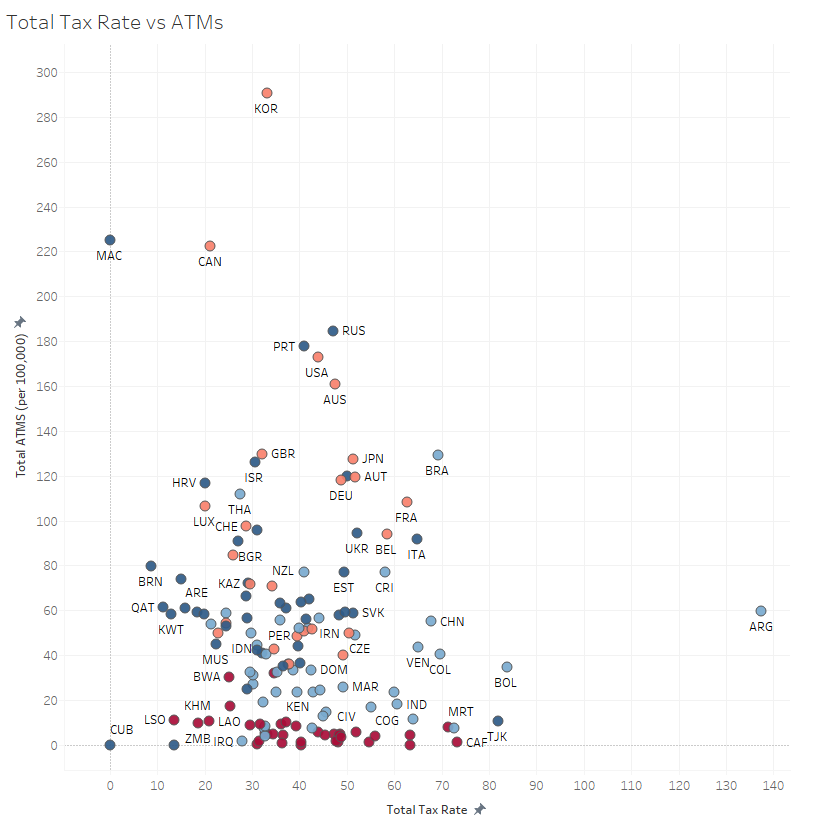 Total Tax Rate vs ATMs
300
KOR
280
260
240
MAC
CAN
220
200
RUS
180
PRT
USA
160
AUS
140
GBR
JPN
BRA
ISR
120
HRV
AUT
THA
DEU
LUX
CHE
FRA
100
UKR
BEL
ITA
BGR
80
BRN
NZL
ARE
KAZ
EST
CRI
60
QAT
KWT
SVK
CHN
ARG
PER
IRN
MUS
IDN
CZE
40
VEN
COL
BWA
DOM
BOL
MAR
20
KHM
KEN
IND
LSO
LAO
CIV
COG
MRT
CUB
ZMB
IRQ
CAF
TJK
0
Total ATMS (per 100,000)
0 10 20 30 40 50 60 70 80 90 100 110 120 130 140
Total Tax Rate